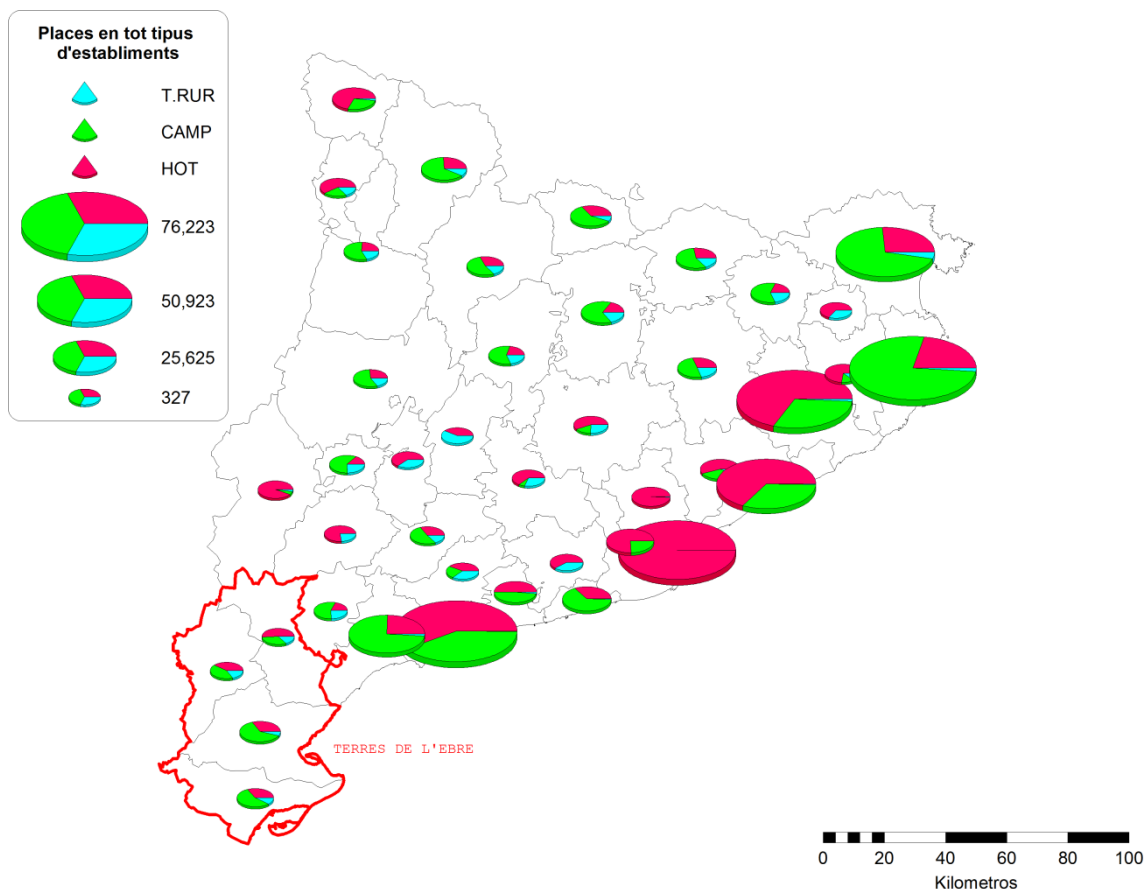 Places en tot tipus
d'establiments
T.RUR
CAMP
HOT
76,223
50,923
25,625
327
TERRES DE L'EBRE
0 20 40 60 80 100
Kilometros